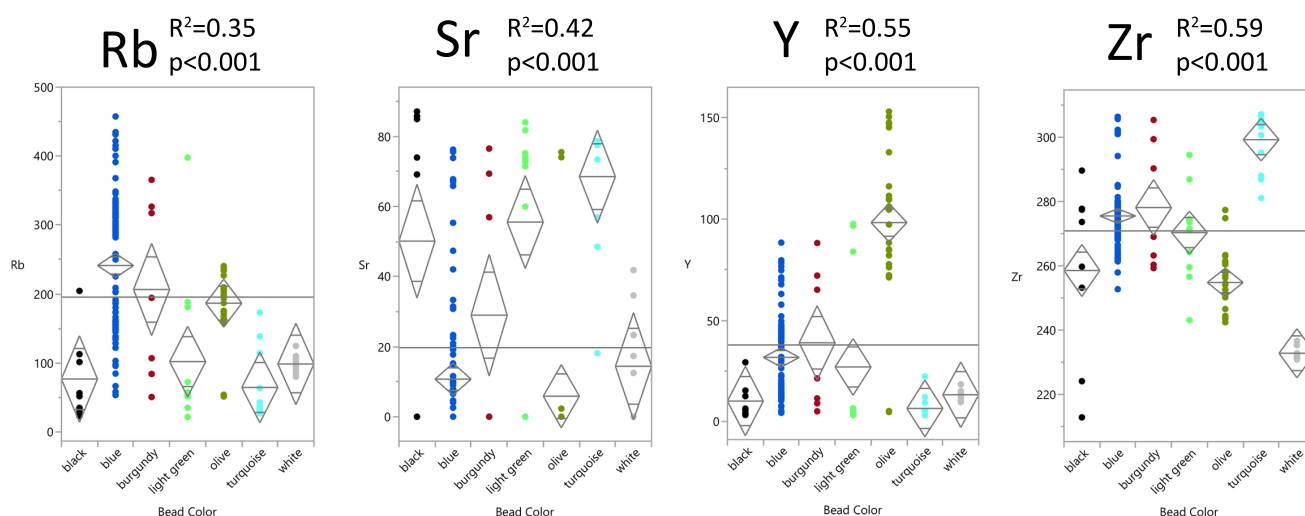 Rb
R²=0.35
p<0.001
500
400
300
200
100
0
Rb
black
blue
burgundy
light green
olive
turquoise
white
Bead Color
Sr
R²=0.42
p<0.001
80
60
40
20
0
Sr
black
blue
burgundy
light green
olive
turquoise
white
Bead Color
Y
R²=0.55
p<0.001
150
100
50
0
Y
black
blue
burgundy
light green
olive
turquoise
white
Bead Color
Zr
R²=0.59
p<0.001
300
280
260
240
220
Zr
black
blue
burgundy
light green
olive
turquoise
white
Bead Color